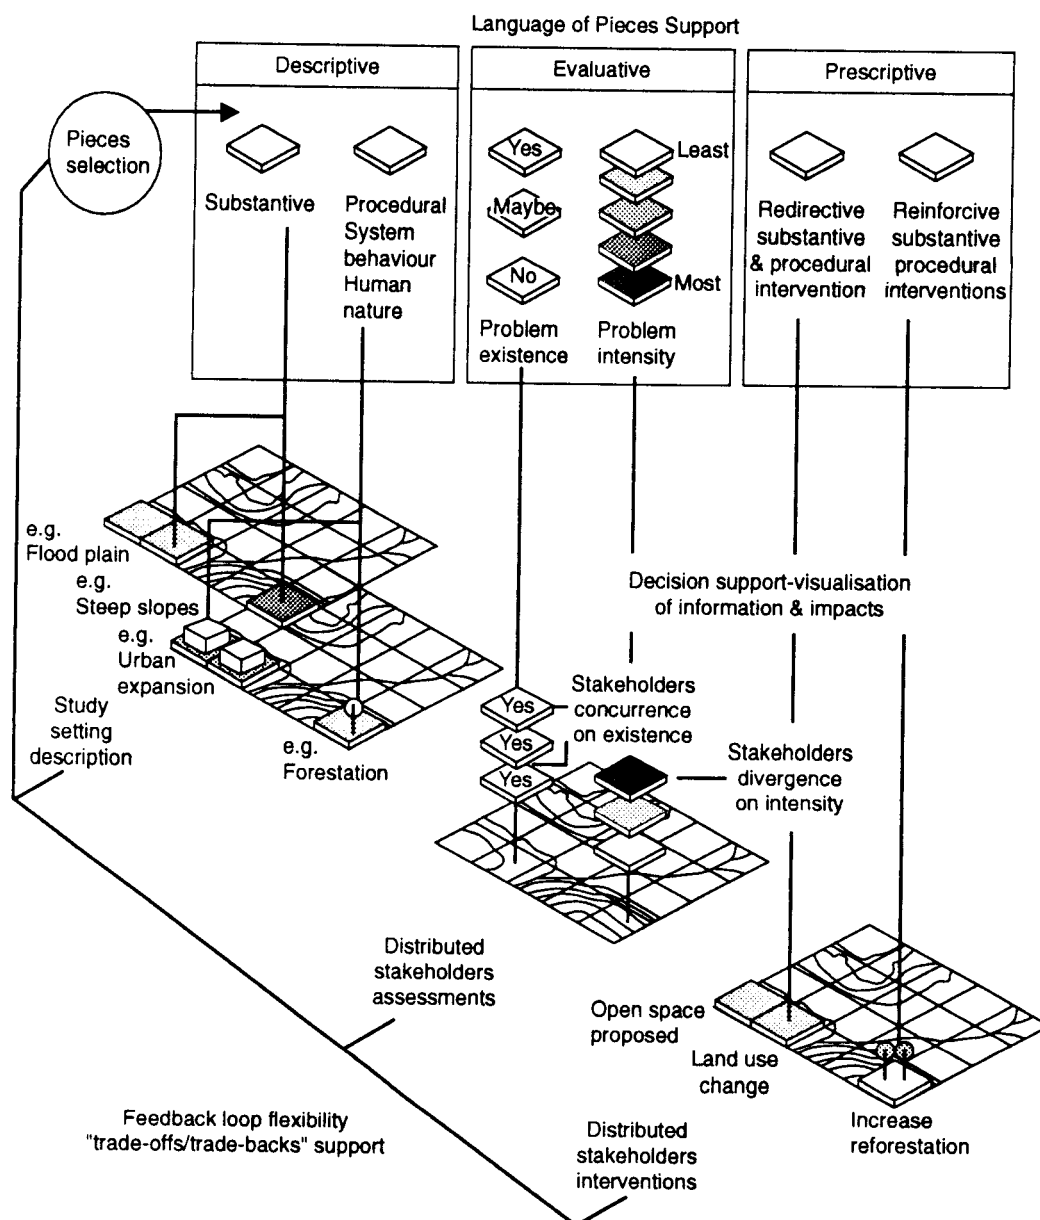 Language of Pieces Support
Descriptive
Evaluative
Prescriptive
Pieces
selection
Substantive
Procedural
System
behaviour
Human
nature
Yes
Maybe
No
Problem
existence
Least
Most
Problem
intensity
Redirective
substantive
& procedural
intervention
Reinforcive
substantive
procedural
interventions
e.g.
Flood plain
e.g.
Steep slopes
e.g.
Urban
expansion
e.g.
Forestation
Study
setting
description
Decision support-visualisation
of information & impacts
Yes
Yes
Yes
Stakeholders
concurrence
on existence
Stakeholders
divergence
on intensity
Distributed
stakeholders
assessments
Open space
proposed
Land use
change
Increase
reforestation
Feedback loop flexibility
"trade-offs/trade-backs" support
Distributed
stakeholders
interventions